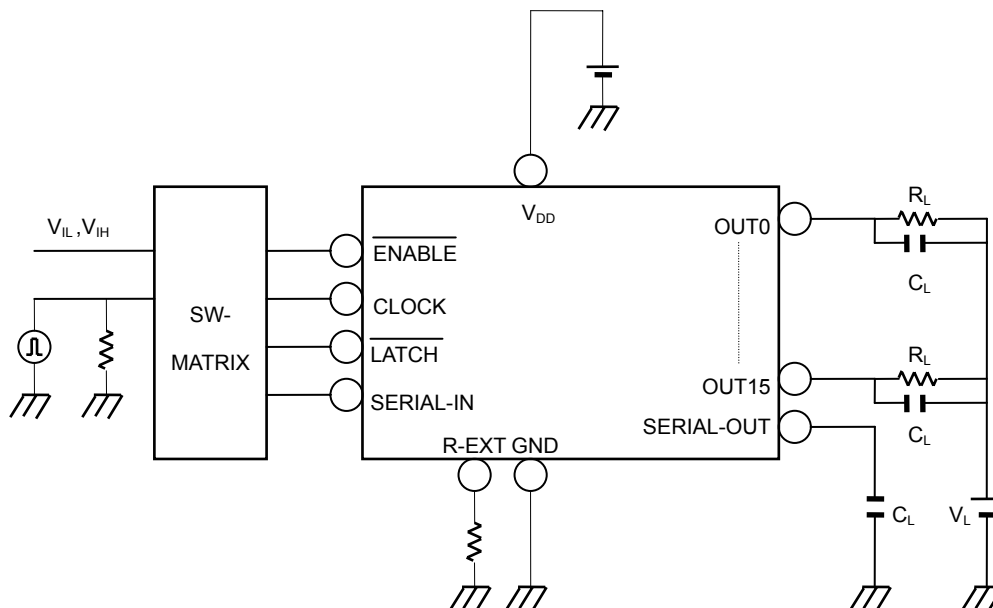 V_DD
V_IL ,V_IH
R_L
OUT0
ENABLE
C_L
CLOCK
SW-
MATRIX
LATCH
R_L
OUT15
SERIAL-IN
SERIAL-OUT
C_L
R-EXT GND
C_L
V_L